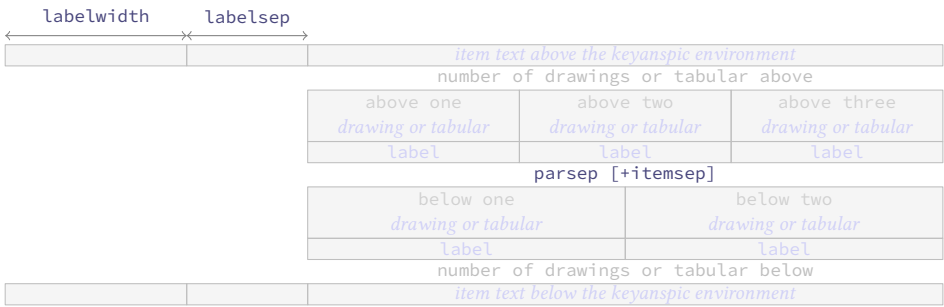 labelwidth labelsep
item text above the keyanspic environment
number of drawings or tabular above
above one above two above three
drawing or tabular drawing or tabular drawing or tabular
label label label
parsep [+itemsep]
below one below two
drawing or tabular drawing or tabular
label label
number of drawings or tabular below
item text below the keyanspic environment